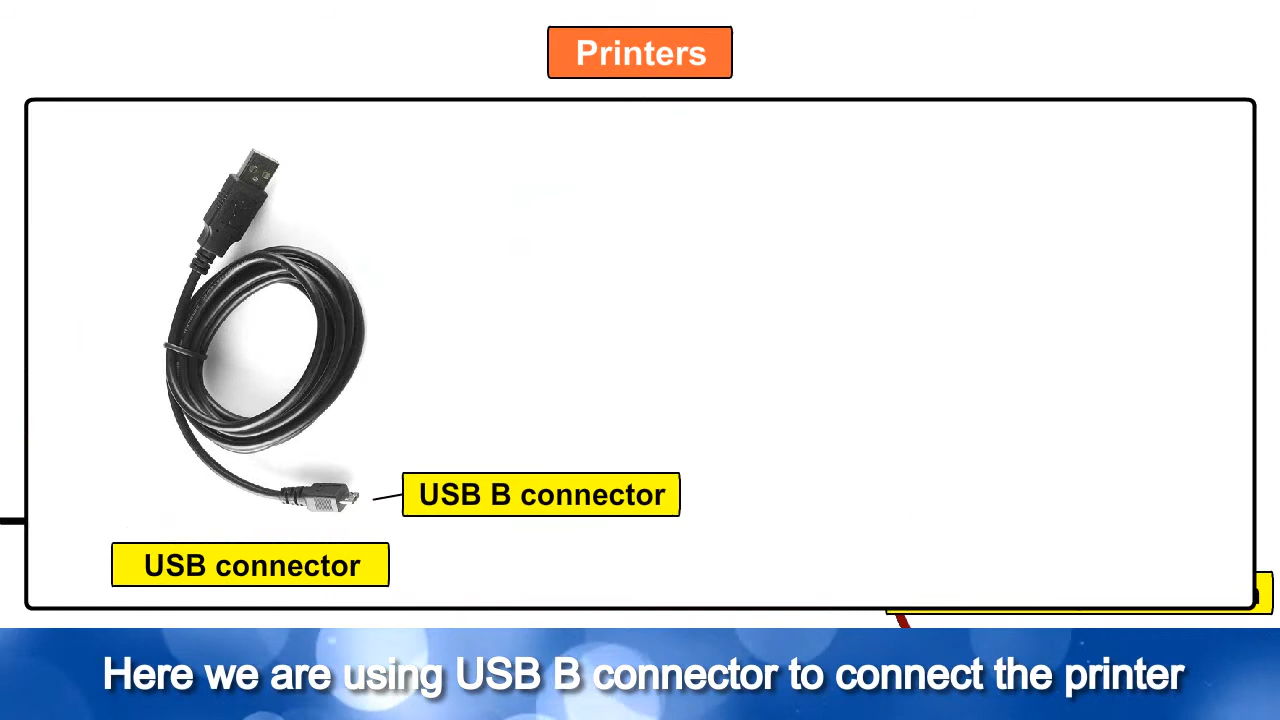 Printers
USB B connector
USB connector
Here we are using USB B connector to connect the printer